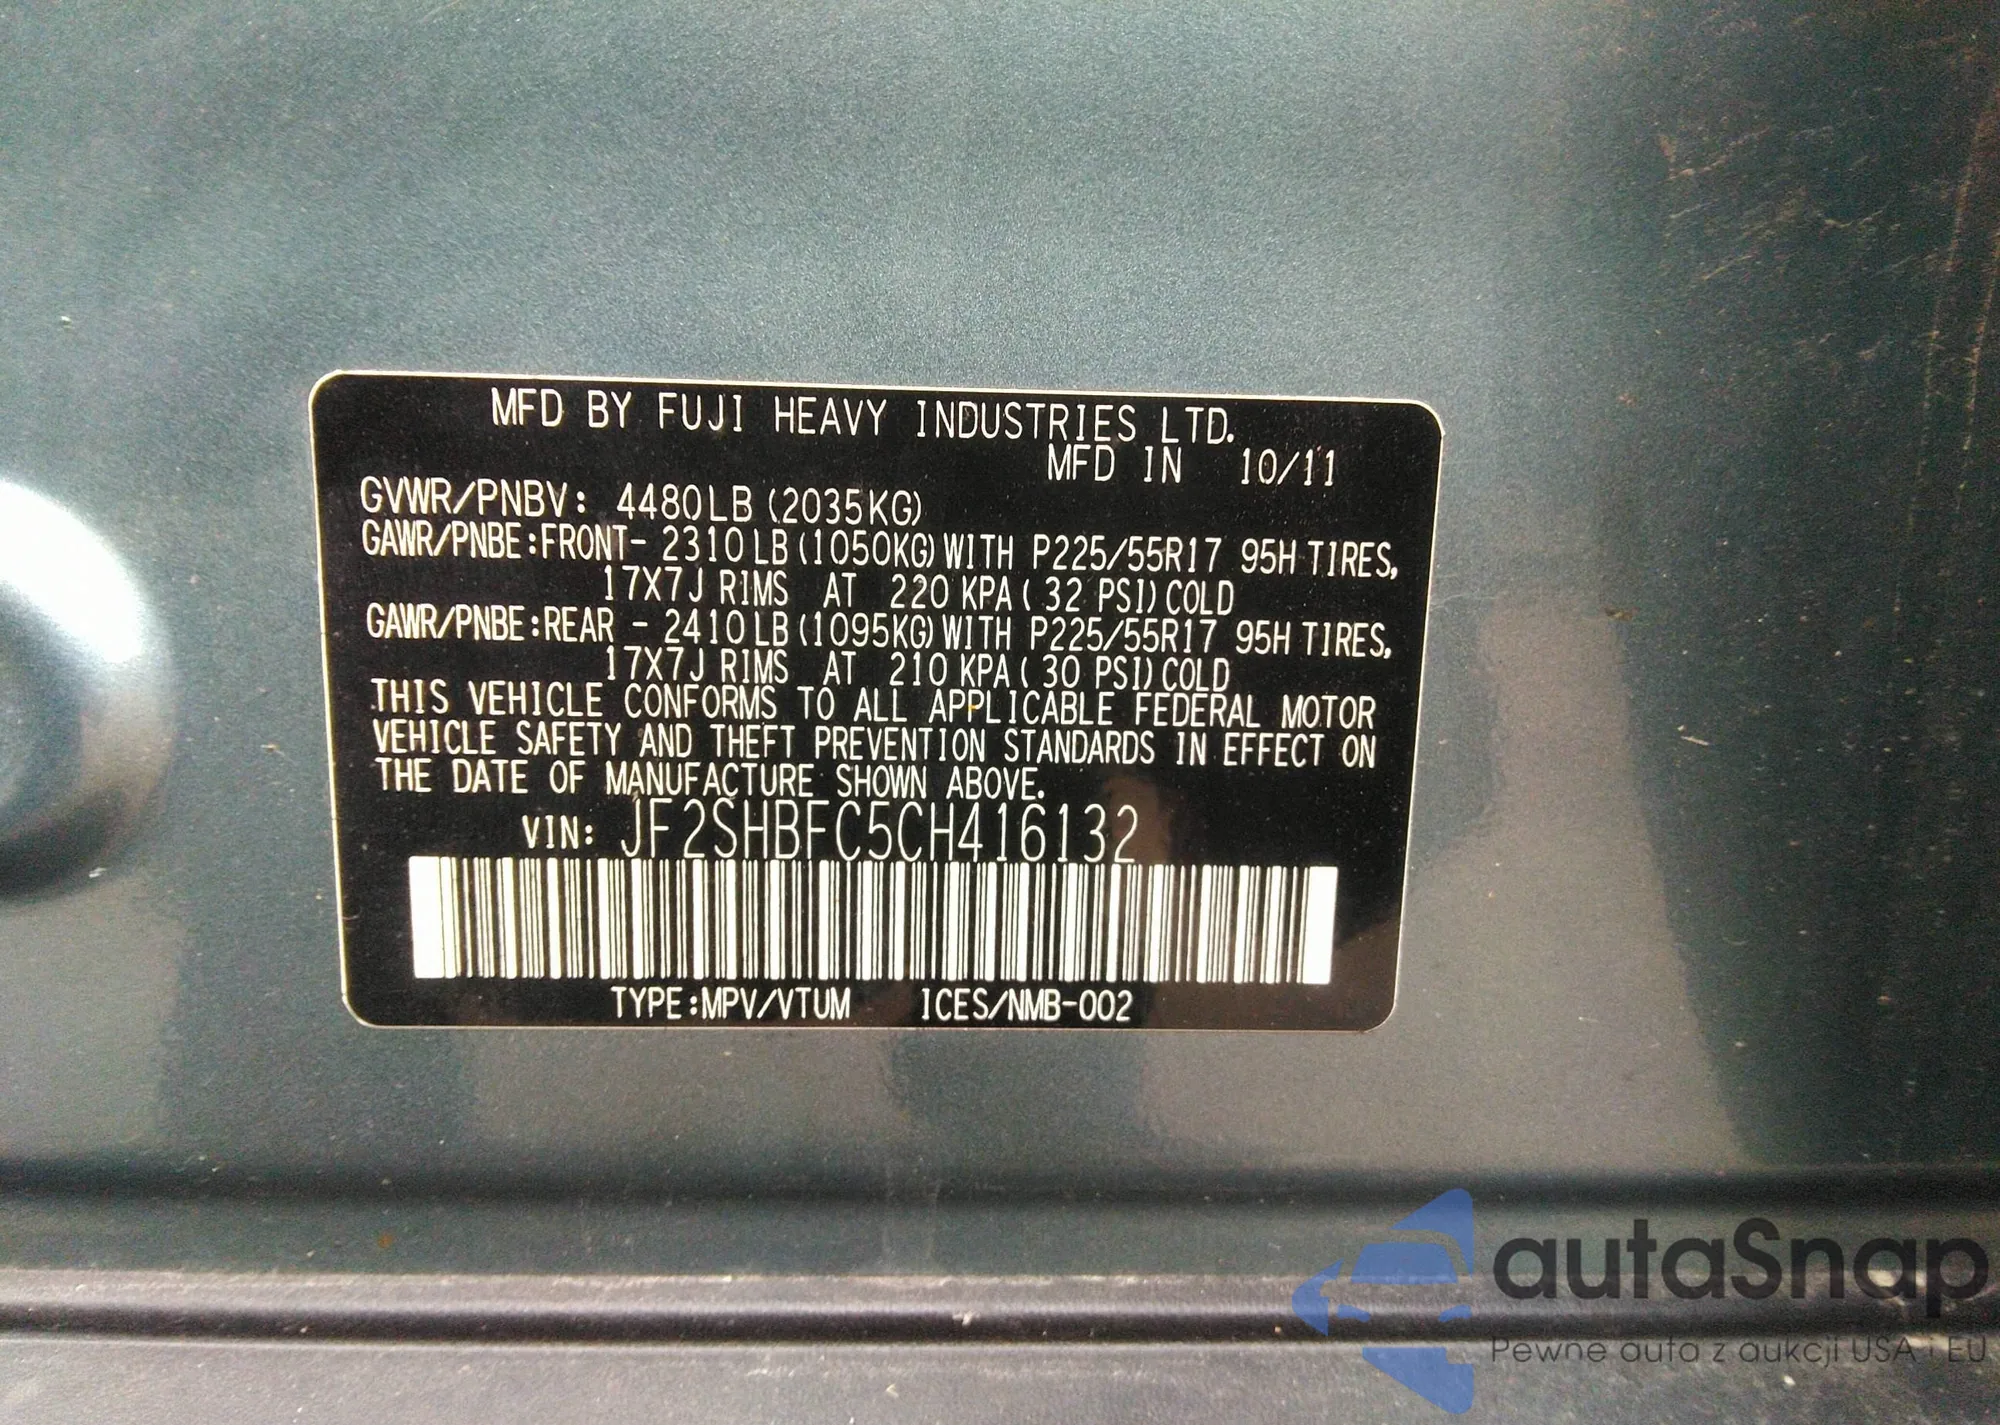 MFD BY FUJI HEAVY INDUSTRIES LTD.
MFD IN 10/11
GVWR/PNBV: 4480LB (2035KG)
GAWR/PNBE:FRONT- 2310LB(1050KG)WITH P225/55R17 95H TIRES,
17X7J RIMS AT 220 KPA( 32 PSI)COLD
GAWR/PNBE:REAR - 2410LB(1095KG)WITH P225/55R17 95H TIRES,
17X7J RIMS AT 210 KPA( 30 PSI)COLD
THIS VEHICLE CONFORMS TO ALL APPLICABLE FEDERAL MOTOR
VEHICLE SAFETY AND THEFT PREVENTION STANDARDS IN EFFECT ON
THE DATE OF MANUFACTURE SHOWN ABOVE.
VIN: JF2SHBFC5CH416132
TYPE:MPV/VTUM ICES/NMB-002
autaSnap
Pewne auta z aukcji USA i EU